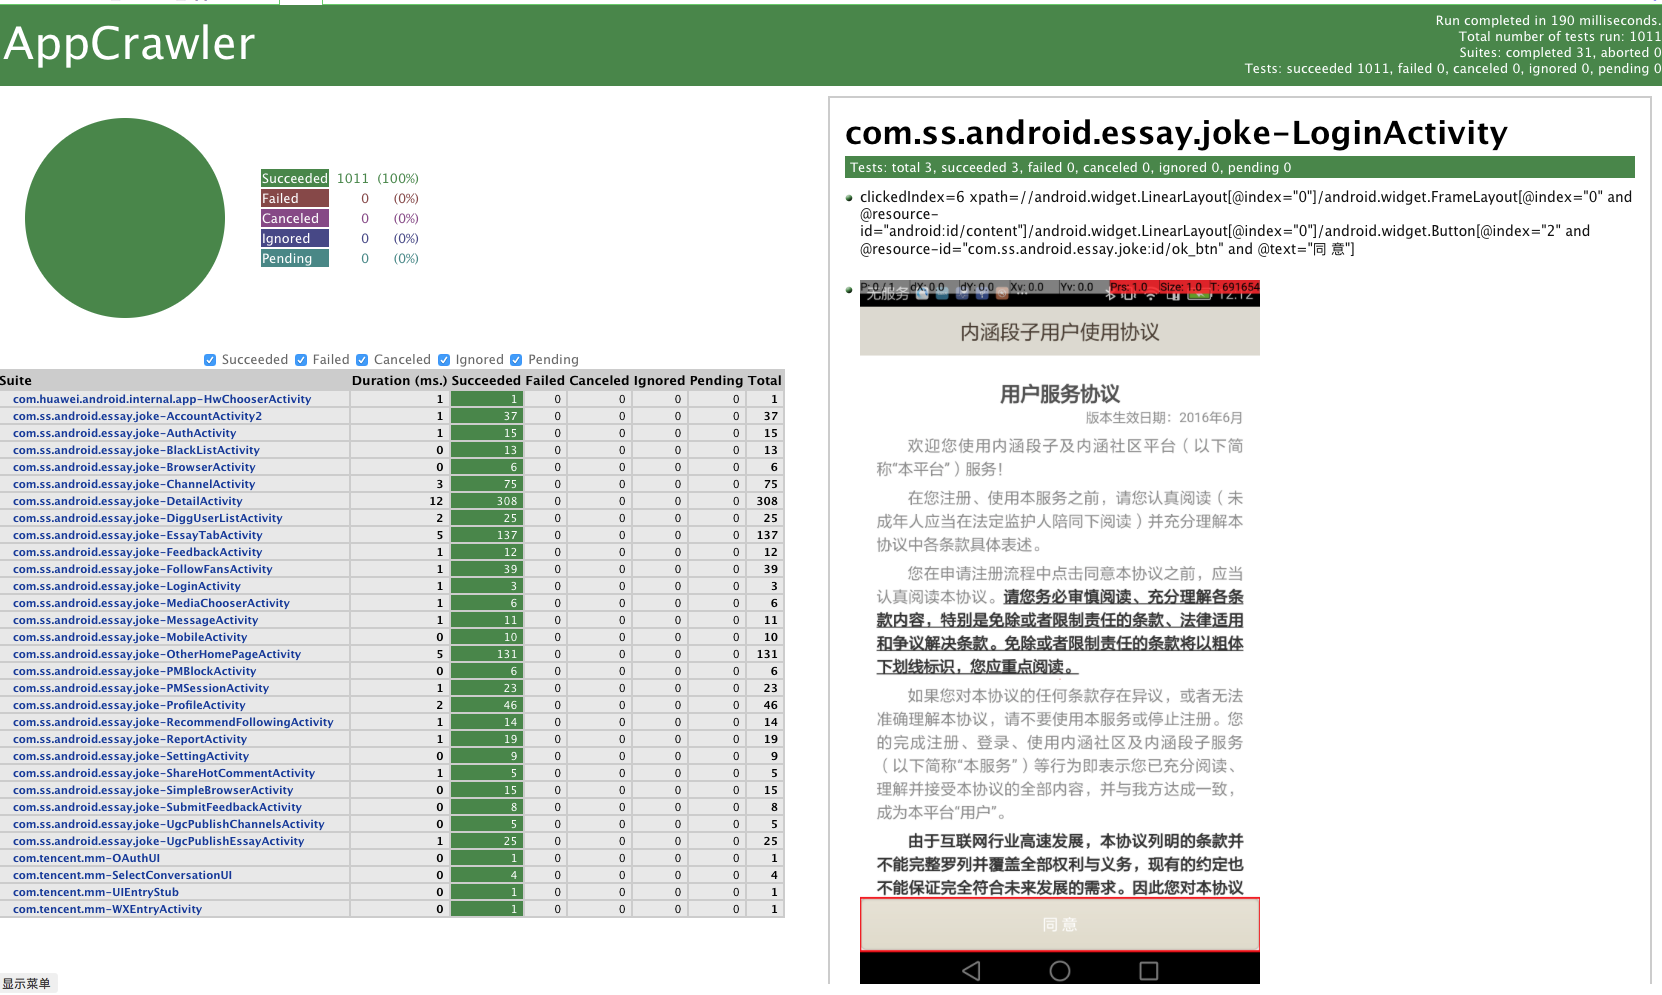 AppCrawler
Run completed in 190 milliseconds.
Total number of tests run: 1011
Suites: completed 31, aborted 0
Tests: succeeded 1011, failed 0, canceled 0, ignored 0, pending 0
Succeeded 1011 (100%)
Failed 0 (0%)
Canceled 0 (0%)
Ignored 0 (0%)
Pending 0 (0%)
Succeeded Failed Canceled Ignored Pending
Suite Duration (ms.) Succeeded Failed Canceled Ignored Pending Total
com.huawei.android.internal.app-HwChooserActivity 1 1 0 0 0 0 1
com.ss.android.essay.joke-AccountActivity2 1 37 0 0 0 0 37
com.ss.android.essay.joke-AuthActivity 1 15 0 0 0 0 15
com.ss.android.essay.joke-BlackListActivity 0 13 0 0 0 0 13
com.ss.android.essay.joke-BrowserActivity 0 6 0 0 0 0 6
com.ss.android.essay.joke-ChannelActivity 3 75 0 0 0 0 75
com.ss.android.essay.joke-DetailActivity 12 308 0 0 0 0 308
com.ss.android.essay.joke-DiggUserListActivity 2 25 0 0 0 0 25
com.ss.android.essay.joke-EssayTabActivity 5 137 0 0 0 0 137
com.ss.android.essay.joke-FeedbackActivity 1 12 0 0 0 0 12
com.ss.android.essay.joke-FollowFansActivity 1 39 0 0 0 0 39
com.ss.android.essay.joke-LoginActivity 1 3 0 0 0 0 3
com.ss.android.essay.joke-MediaChooserActivity 1 6 0 0 0 0 6
com.ss.android.essay.joke-MessageActivity 1 11 0 0 0 0 11
com.ss.android.essay.joke-MobileActivity 0 10 0 0 0 0 10
com.ss.android.essay.joke-OtherHomePageActivity 5 131 0 0 0 0 131
com.ss.android.essay.joke-PMBlockActivity 0 6 0 0 0 0 6
com.ss.android.essay.joke-PMSessionActivity 1 23 0 0 0 0 23
com.ss.android.essay.joke-ProfileActivity 2 46 0 0 0 0 46
com.ss.android.essay.joke-RecommendFollowingActivity 1 14 0 0 0 0 14
com.ss.android.essay.joke-ReportActivity 1 19 0 0 0 0 19
com.ss.android.essay.joke-SettingActivity 0 9 0 0 0 0 9
com.ss.android.essay.joke-ShareHotCommentActivity 1 5 0 0 0 0 5
com.ss.android.essay.joke-SimpleBrowserActivity 0 15 0 0 0 0 15
com.ss.android.essay.joke-SubmitFeedbackActivity 0 8 0 0 0 0 8
com.ss.android.essay.joke-UgcPublishChannelsActivity 0 5 0 0 0 0 5
com.ss.android.essay.joke-UgcPublishEssayActivity 1 25 0 0 0 0 25
com.tencent.mm-OAuthUI 0 1 0 0 0 0 1
com.tencent.mm-SelectConversationUI 0 4 0 0 0 0 4
com.tencent.mm-UIEntryStub 0 1 0 0 0 0 1
com.tencent.mm-WXEntryActivity 0 1 0 0 0 0 1
显示菜单
com.ss.android.essay.joke-LoginActivity
Tests: total 3, succeeded 3, failed 0, canceled 0, ignored 0, pending 0
clickedIndex=6 xpath=//android.widget.LinearLayout[@index="0"]/android.widget.FrameLayout[@index="0" and
@resource-
id="android:id/content"]/android.widget.LinearLayout[@index="0"]/android.widget.Button[@index="2" and
@resource-id="com.ss.android.essay.joke:id/ok_btn" and @text="同 意"]
P: 0 / 1 dX: 0.0 dY: 0.0 Xv: 0.0 Yv: 0.0 Prs: 1.0 Size: 1.0 T: 691654
无服务 12:12
内涵段子用户使用协议
用户服务协议
版本生效日期：2016年6月
欢迎您使用内涵段子及内涵社区平台（以下简
称“本平台”）服务！
在您注册、使用本服务之前，请您认真阅读（未
成年人应当在法定监护人陪同下阅读）并充分理解本
协议中各条款具体表述。
您在申请注册流程中点击同意本协议之前，应当
认真阅读本协议。请您务必审慎阅读、充分理解各条
款内容，特别是免除或者限制责任的条款、法律适用
和争议解决条款。免除或者限制责任的条款将以粗体
下划线标识，您应重点阅读。
如果您对本协议的任何条款存在异议，或者无法
准确理解本协议，请不要使用本服务或停止注册。您
的完成注册、登录、使用内涵社区及内涵段子服务
（以下简称“本服务”）等行为即表示您已充分阅读、
理解并接受本协议的全部内容，并与我方达成一致，
成为本平台“用户”。
由于互联网行业高速发展，本协议列明的条款并
不能完整罗列并覆盖全部权利与义务，现有的约定也
不能保证完全符合未来发展的需求。因此您对本协议
同 意